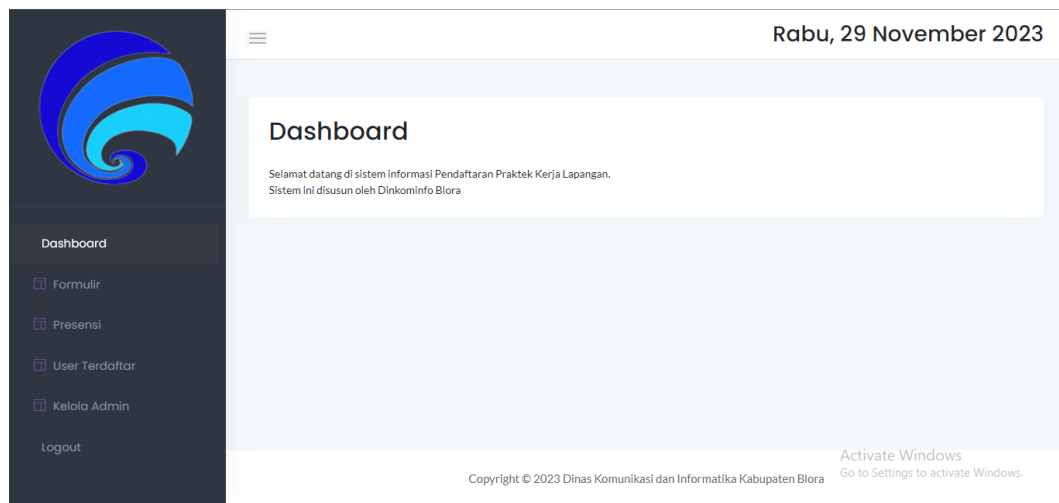 Rabu, 29 November 2023
Dashboard
Selamat datang di sistem informasi Pendaftaran Praktek Kerja Lapangan.
Sistem ini disusun oleh Dinkominfo Blora
Dashboard
Formulir
Presensi
User Terdaftar
Kelola Admin
Logout
Activate Windows
Go to Settings to activate Windows.
Copyright © 2023 Dinas Komunikasi dan Informatika Kabupaten Blora